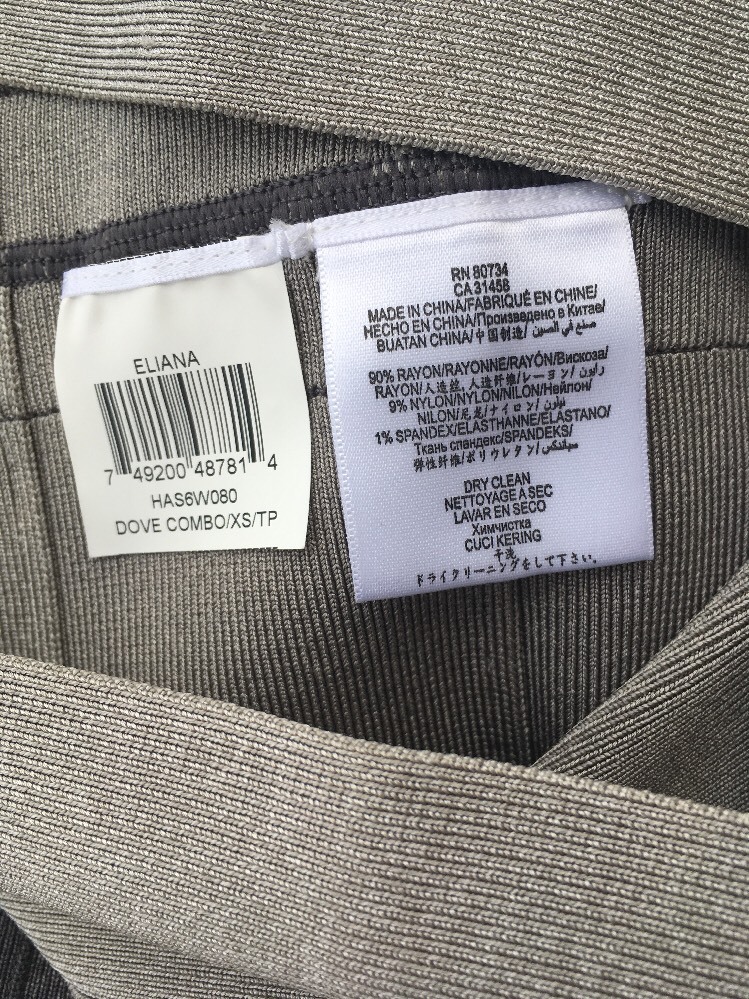 ELIANA
7 49200 48781 4
HAS6W080
DOVE COMBO/XS/TP
RN 80734
CA 31458
MADE IN CHINA/FABRIQUÉ EN CHINE/
HECHO EN CHINA/Произведено в Китае/
BUATAN CHINA/中国制造/صنع في الصين
90% RAYON/RAYONNE/RAYÓN/Вискоза/
RAYON/人造丝, 人造纤维/レーヨン/رايون
9% NYLON/NYLON/NILON/Нейлон/
NILON/尼龙/ナイロン/نيلون
1% SPANDEX/ELASTHANNE/ELASTANO/
Ткань спандекс/SPANDEKS/
弹性纤维/ポリウレタン/سباندكس
DRY CLEAN
NETTOYAGE A SEC
LAVAR EN SECO
Химчистка
CUCI KERING
干洗
ドライクリーニングをして下さい。